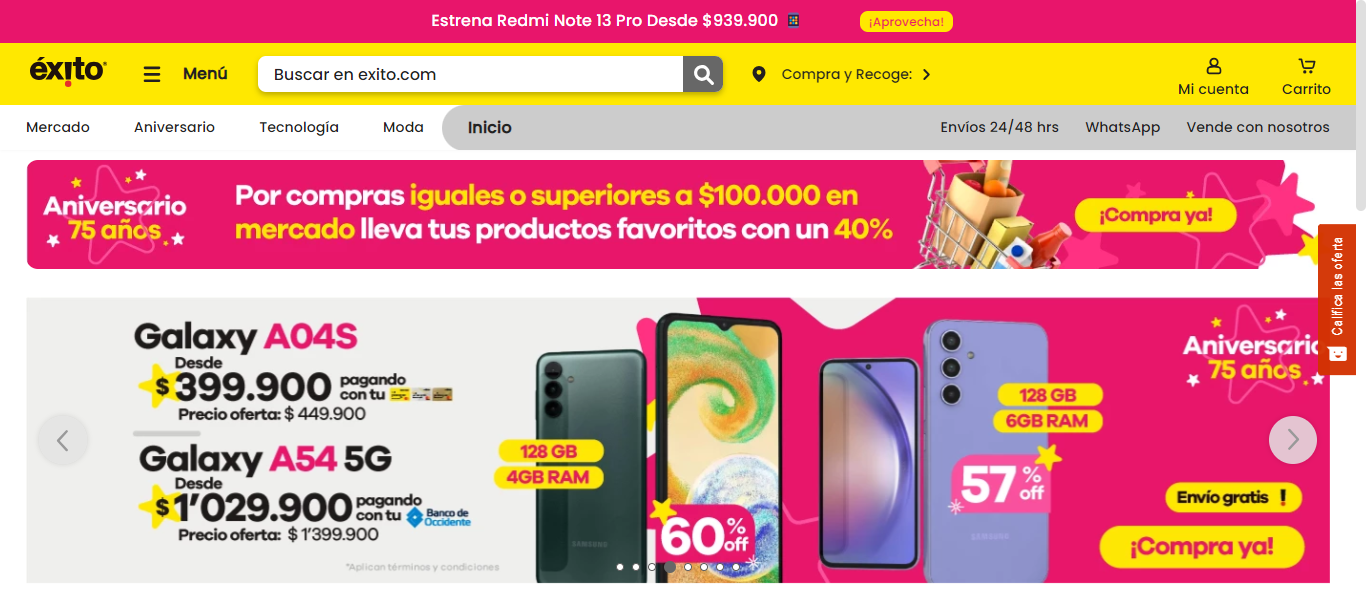 Estrena Redmi Note 13 Pro Desde $939.900
¡Aprovecha!
éxito
Menú
Buscar en exito.com
Compra y Recoge:
Mi cuenta
Carrito
Mercado
Aniversario
Tecnología
Moda
Inicio
Envíos 24/48 hrs
WhatsApp
Vende con nosotros
Aniversario
75 años
Por compras iguales o superiores a $100.000 en
mercado lleva tus productos favoritos con un 40%
¡Compra ya!
Califica las oferta
Galaxy A04S
Desde
$399.900 pagando
con tu
Precio oferta: $ 449.900
Galaxy A54 5G
Desde
$1'029.900 pagando
con tu Banco de
Occidente
Precio oferta: $ 1'399.900
*Aplican términos y condiciones
128 GB
4GB RAM
SAMSUNG
60%
off
128 GB
6GB RAM
57%
off
SAMSUNG
Aniversario
75 años
Envío gratis !
¡Compra ya!